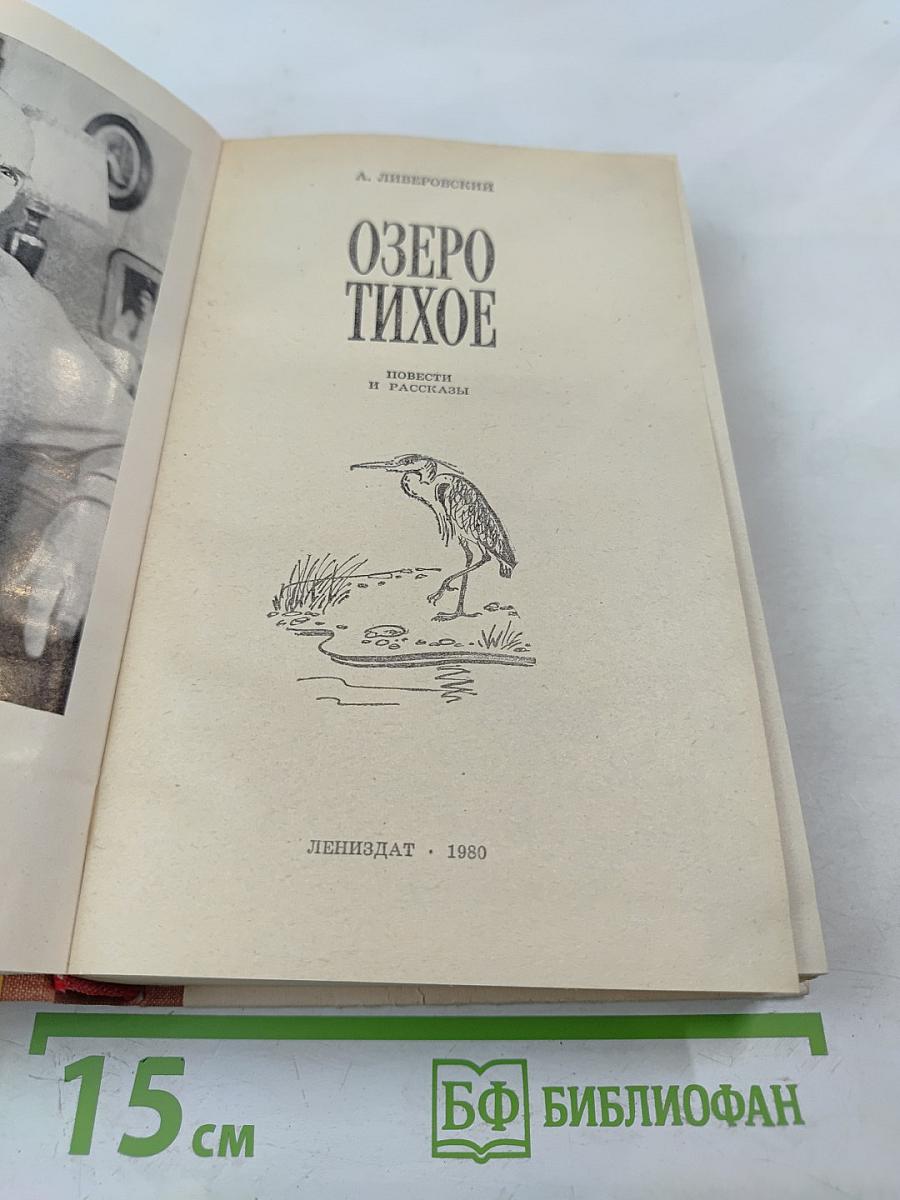 А. ЛИВЕРОВСКИЙ
ОЗЕРО
ТИХОЕ
ПОВЕСТИ
И РАССКАЗЫ
ЛЕНИЗДАТ · 1980
15 см
БФ БИБЛИОФАН